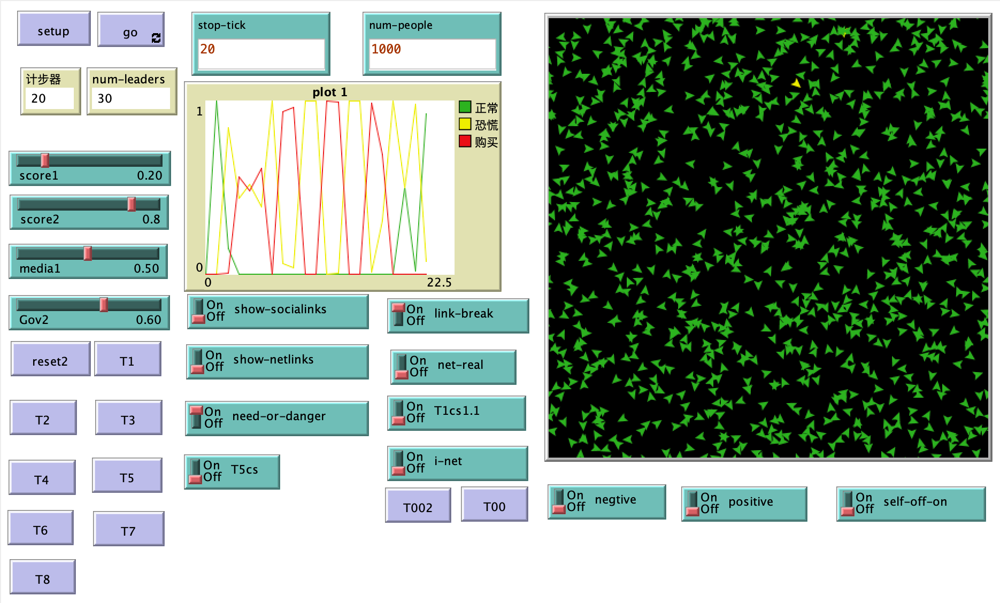 setup
go
stop-tick
20
num-people
1000
计步器
20
num-leaders
30
plot 1
1
0
0
22.5
正常
恐慌
购买
score1
0.20
score2
0.8
media1
0.50
Gov2
0.60
On
Off
show-socialinks
On
Off
link-break
reset2
T1
On
Off
show-netlinks
On
Off
net-real
T2
T3
On
Off
need-or-danger
On
Off
T1cs1.1
T4
T5
On
Off
T5cs
On
Off
i-net
T002
T00
On
Off
negtive
On
Off
positive
On
Off
self-off-on
T6
T7
T8